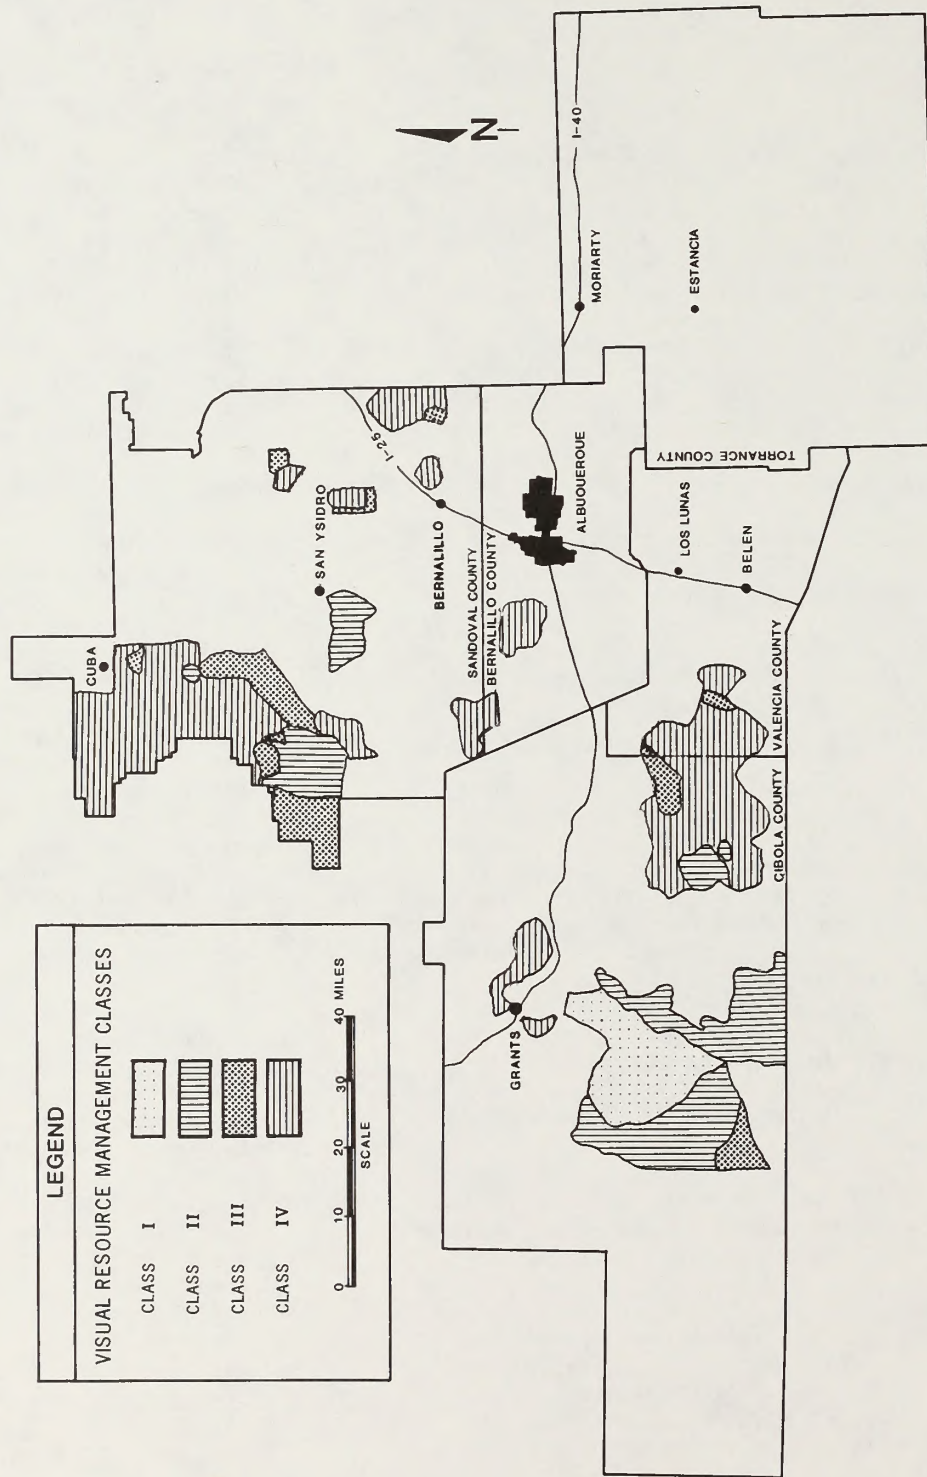 LEGEND
VISUAL RESOURCE MANAGEMENT CLASSES
CLASS I
CLASS II
CLASS III
CLASS IV
0 10 20 30 40 MILES
SCALE
N
CUBA
SAN YSIDRO
I-25
BERNALILLO
SANDOVAL COUNTY
BERNALILLO COUNTY
ALBUQUERQUE
I-40
MORIARTY
ESTANCIA
TORRANCE COUNTY
LOS LUNAS
BELEN
VALENCIA COUNTY
CIBOLA COUNTY
GRANTS